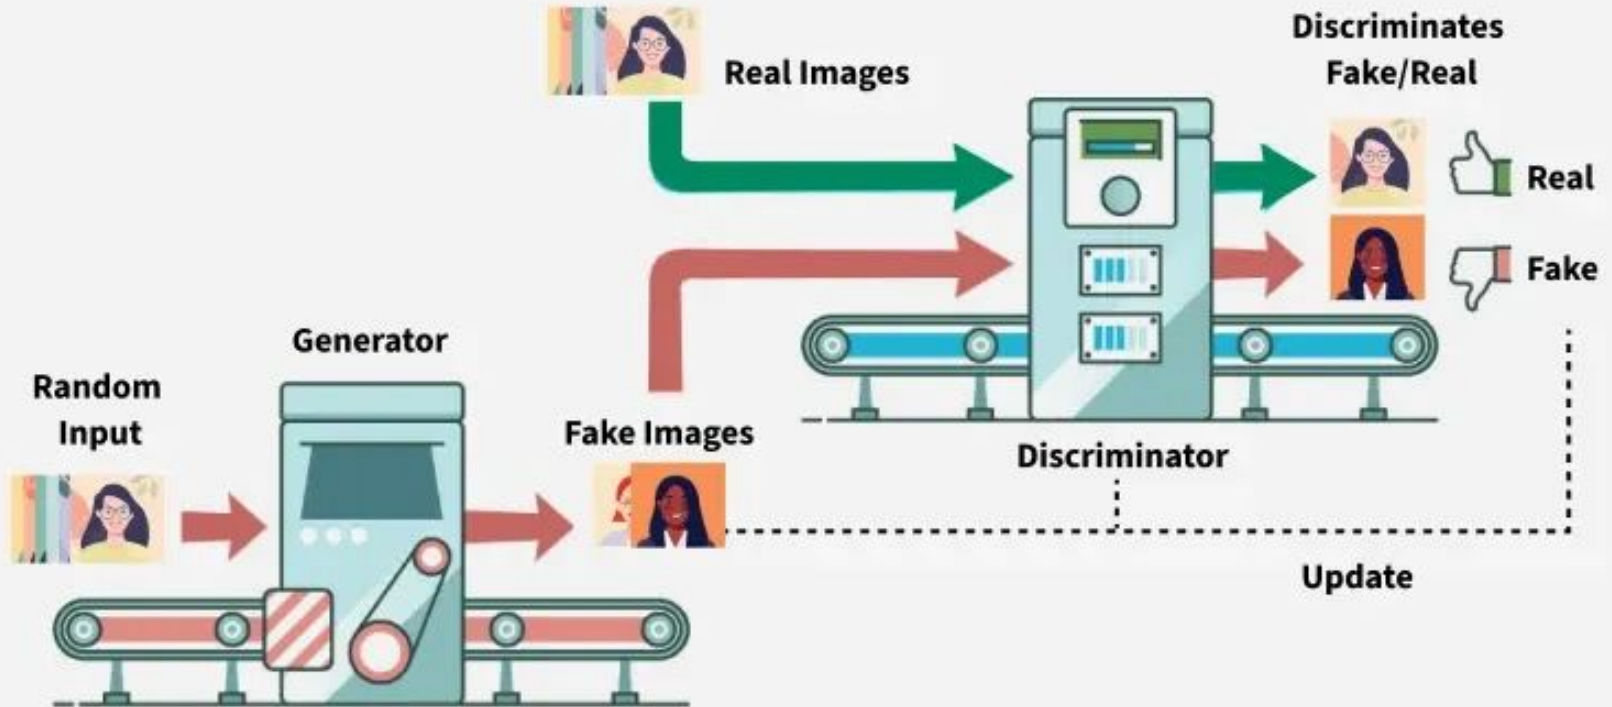 Real Images
Discriminates
Fake/Real
Real
Fake
Generator
Random
Input
Fake Images
Discriminator
Update